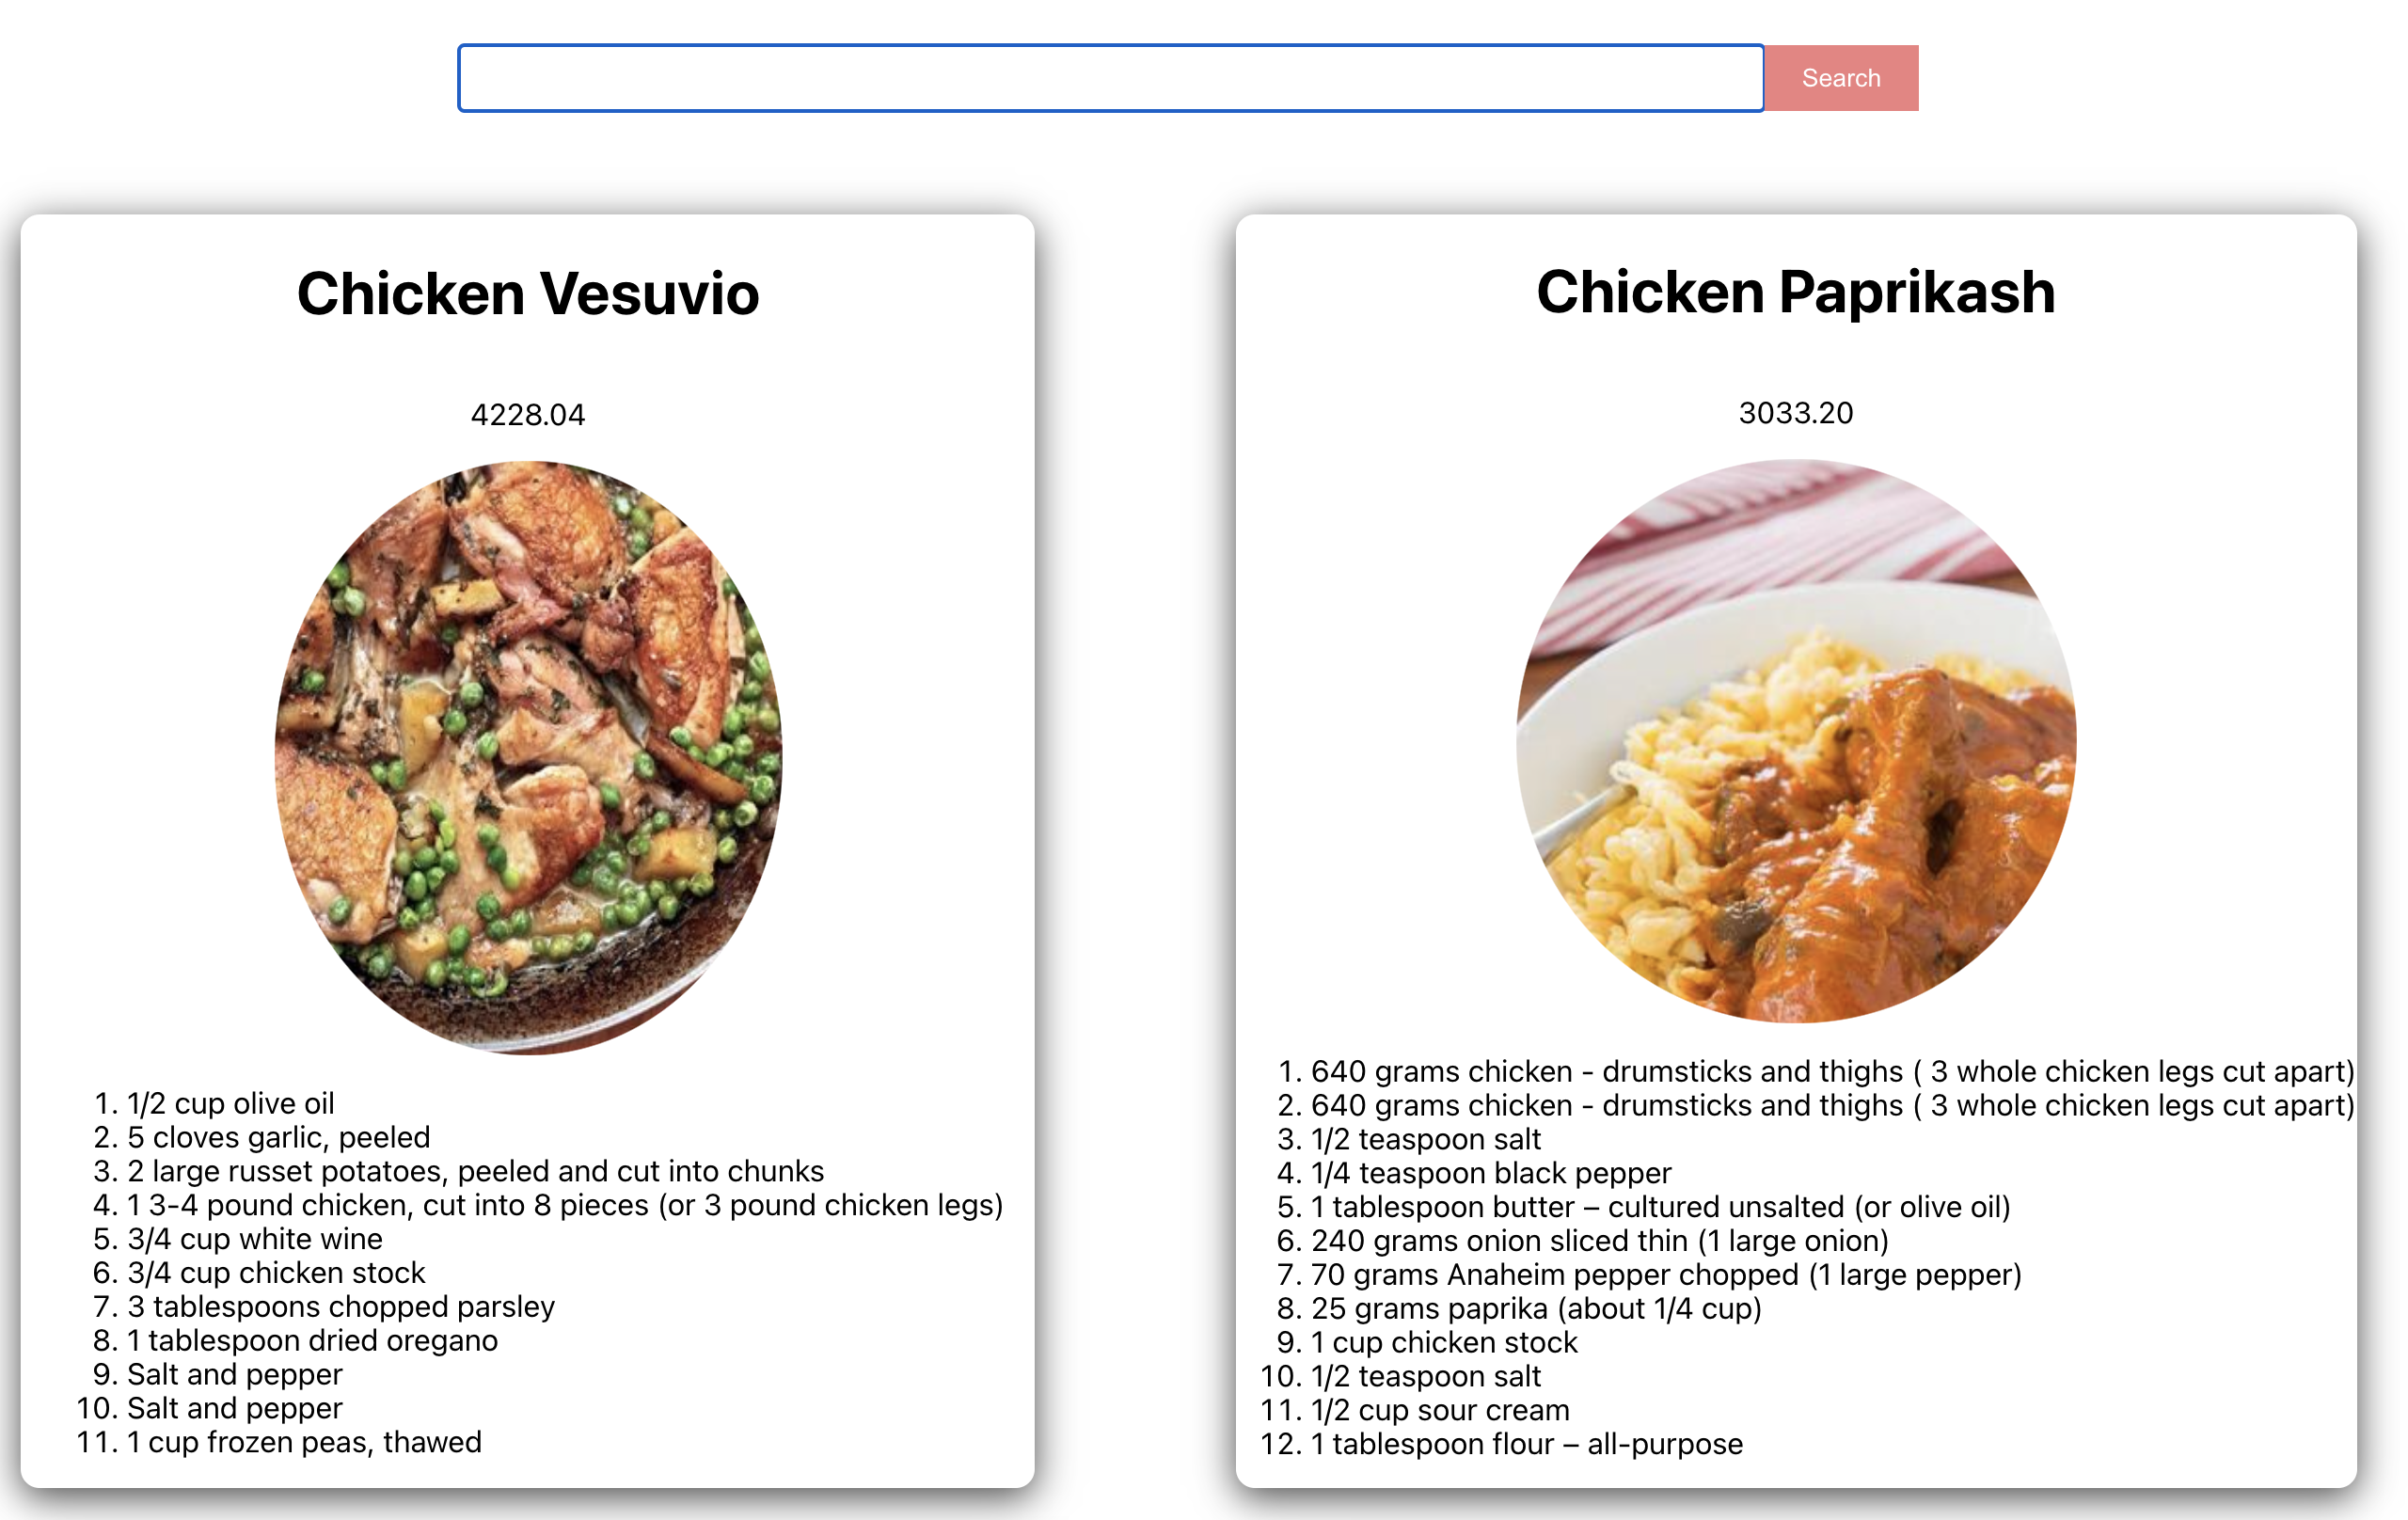 Search
Chicken Vesuvio
4228.04
1. 1/2 cup olive oil
2. 5 cloves garlic, peeled
3. 2 large russet potatoes, peeled and cut into chunks
4. 1 3-4 pound chicken, cut into 8 pieces (or 3 pound chicken legs)
5. 3/4 cup white wine
6. 3/4 cup chicken stock
7. 3 tablespoons chopped parsley
8. 1 tablespoon dried oregano
9. Salt and pepper
10. Salt and pepper
11. 1 cup frozen peas, thawed
Chicken Paprikash
3033.20
1. 640 grams chicken - drumsticks and thighs ( 3 whole chicken legs cut apart)
2. 640 grams chicken - drumsticks and thighs ( 3 whole chicken legs cut apart)
3. 1/2 teaspoon salt
4. 1/4 teaspoon black pepper
5. 1 tablespoon butter – cultured unsalted (or olive oil)
6. 240 grams onion sliced thin (1 large onion)
7. 70 grams Anaheim pepper chopped (1 large pepper)
8. 25 grams paprika (about 1/4 cup)
9. 1 cup chicken stock
10. 1/2 teaspoon salt
11. 1/2 cup sour cream
12. 1 tablespoon flour – all-purpose